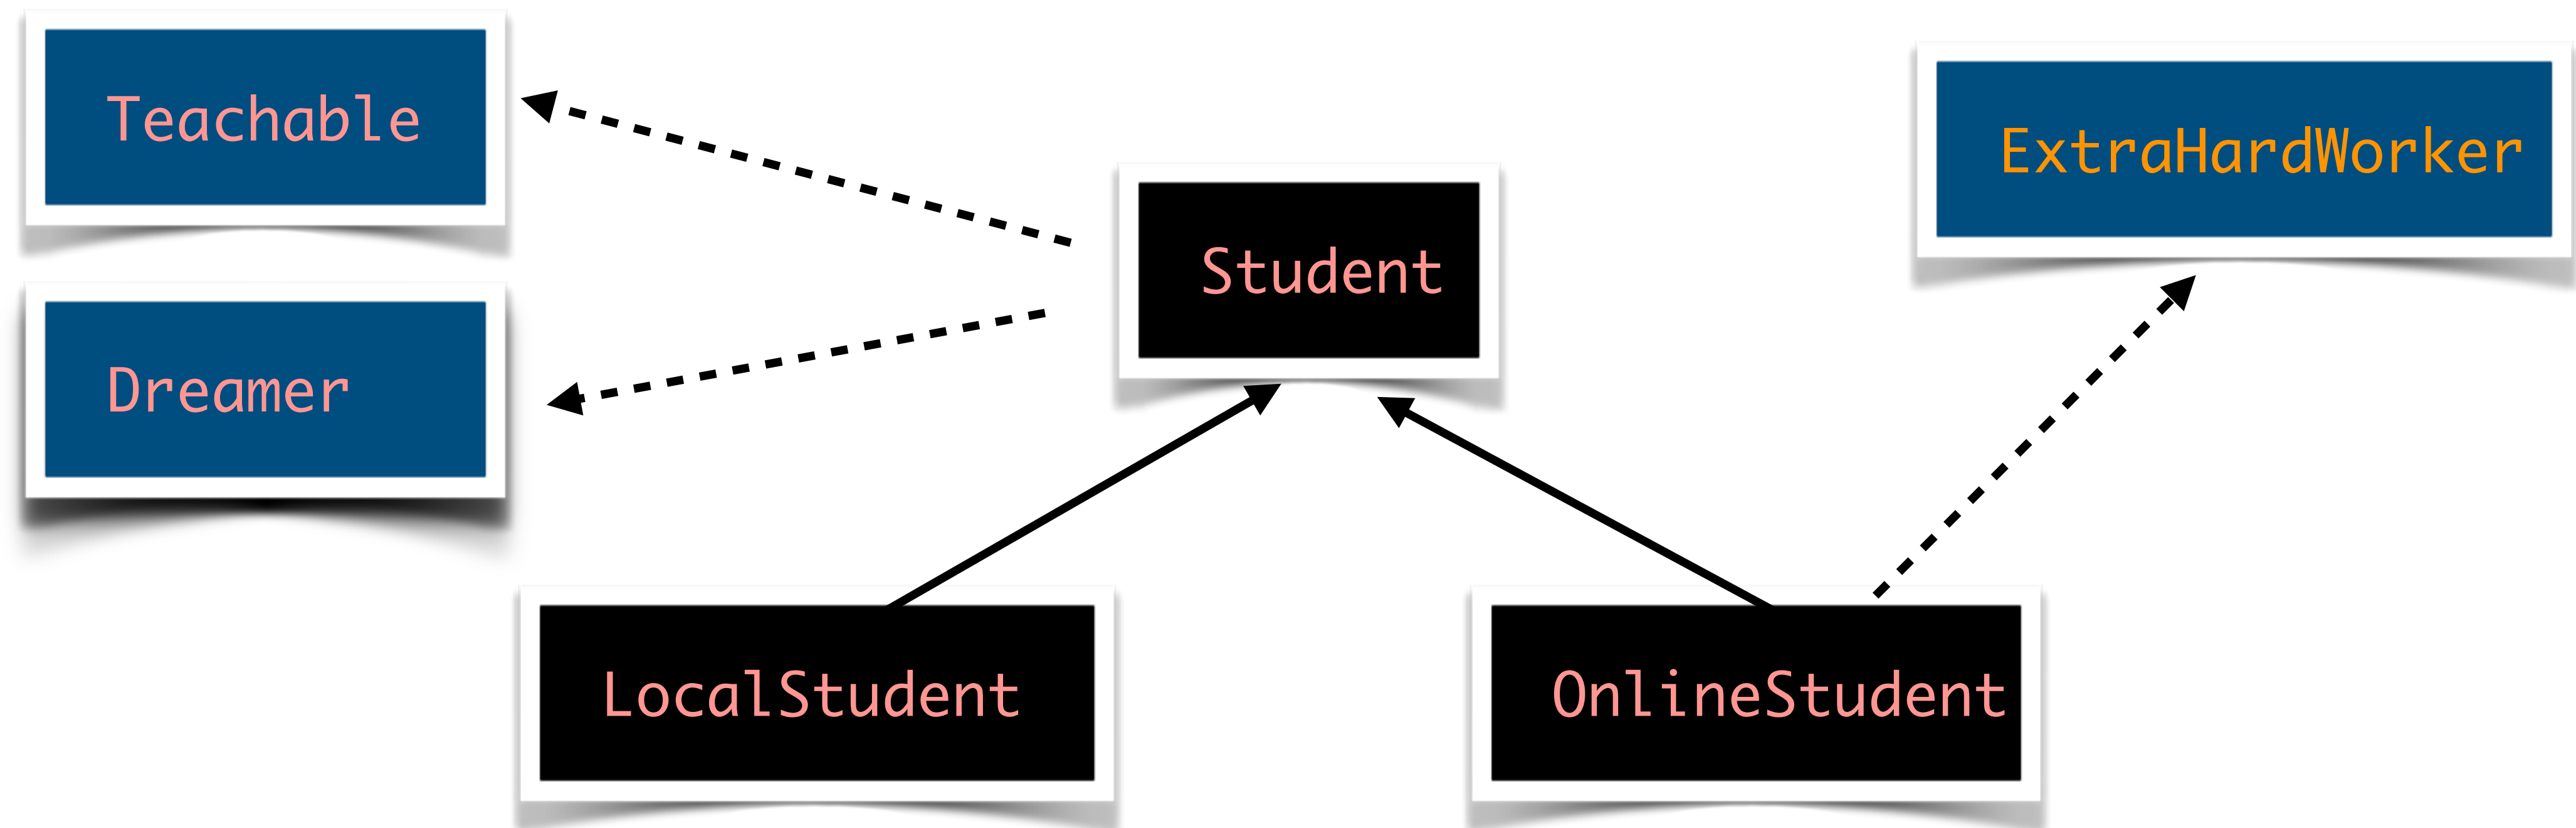 Teachable
ExtraHardWorker
Student
Dreamer
LocalStudent
OnlineStudent